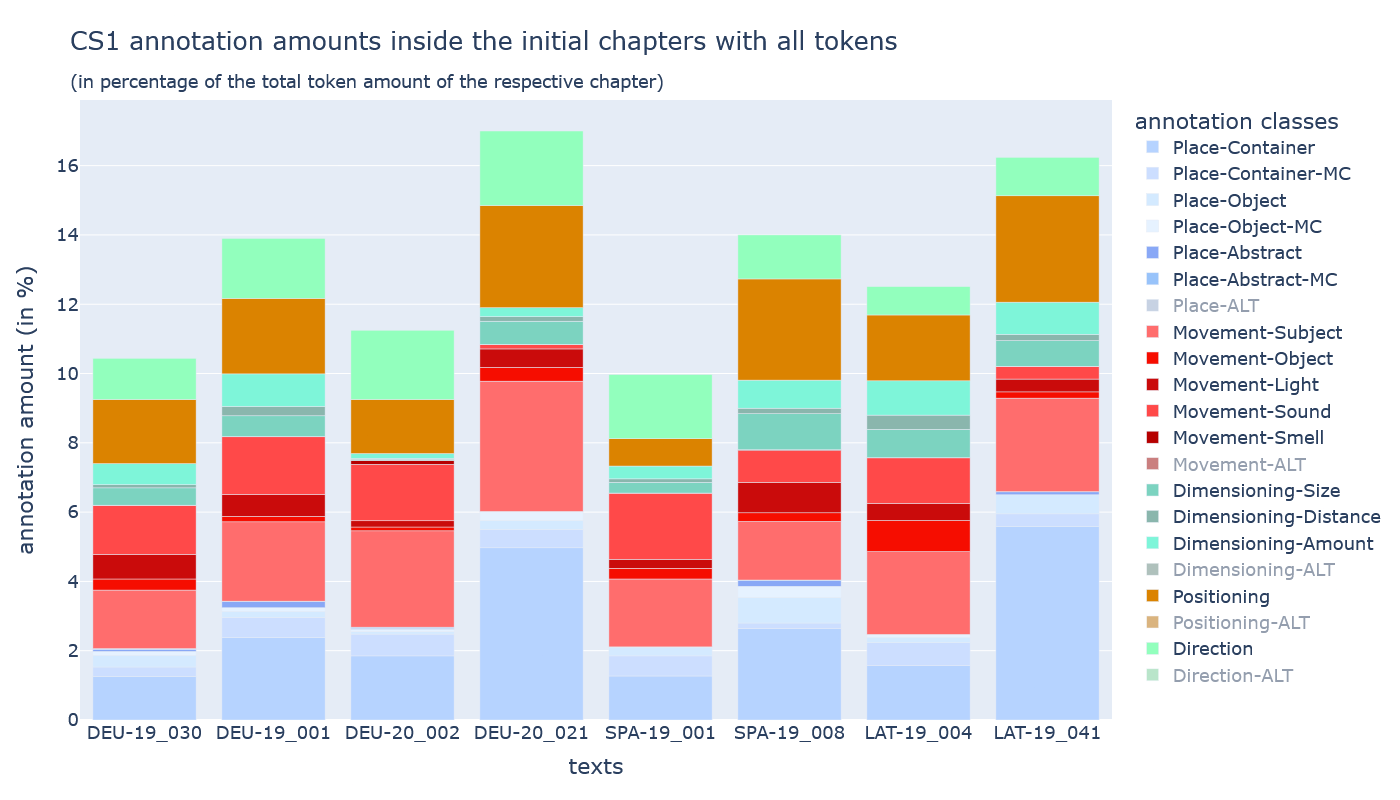 CS1 annotation amounts inside the initial chapters with all tokens
(in percentage of the total token amount of the respective chapter)
annotation amount (in %)
16
14
12
10
8
6
4
2
0
DEU-19_030 DEU-19_001 DEU-20_002 DEU-20_021 SPA-19_001 SPA-19_008 LAT-19_004 LAT-19_041
texts
annotation classes
Place-Container
Place-Container-MC
Place-Object
Place-Object-MC
Place-Abstract
Place-Abstract-MC
Place-ALT
Movement-Subject
Movement-Object
Movement-Light
Movement-Sound
Movement-Smell
Movement-ALT
Dimensioning-Size
Dimensioning-Distance
Dimensioning-Amount
Dimensioning-ALT
Positioning
Positioning-ALT
Direction
Direction-ALT